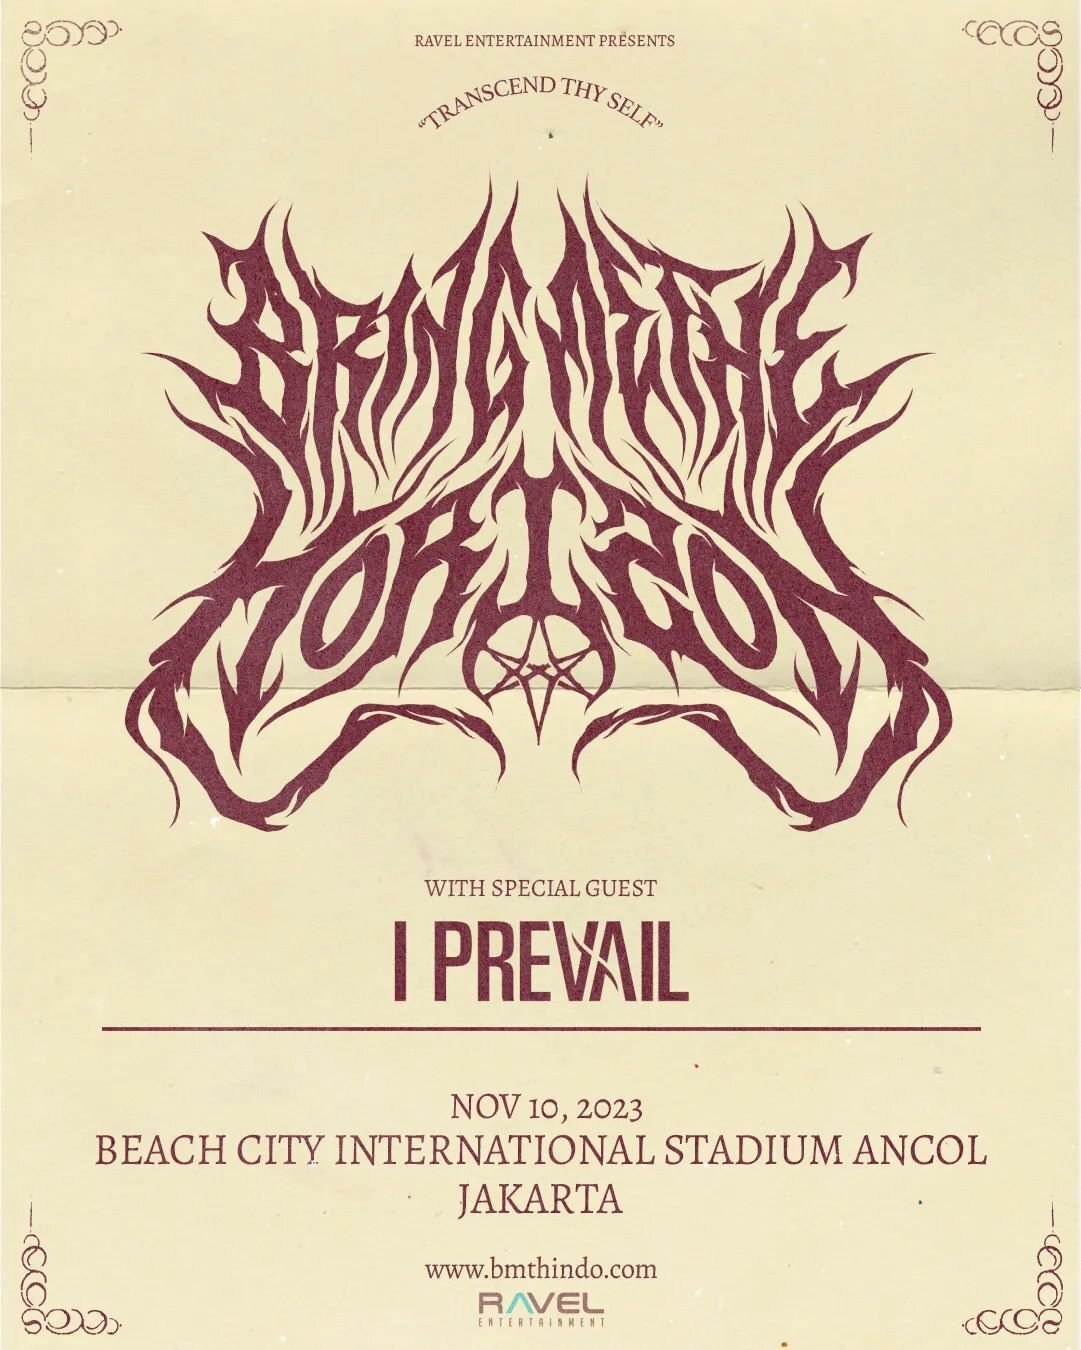 RAVEL ENTERTAINMENT PRESENTS
“TRANSCEND THY SELF”
BRING ME THE
HORIZON
WITH SPECIAL GUEST
I PREVAIL
NOV 10, 2023
BEACH CITY INTERNATIONAL STADIUM ANCOL
JAKARTA
www.bmthindo.com
RAVEL
ENTERTAINMENT